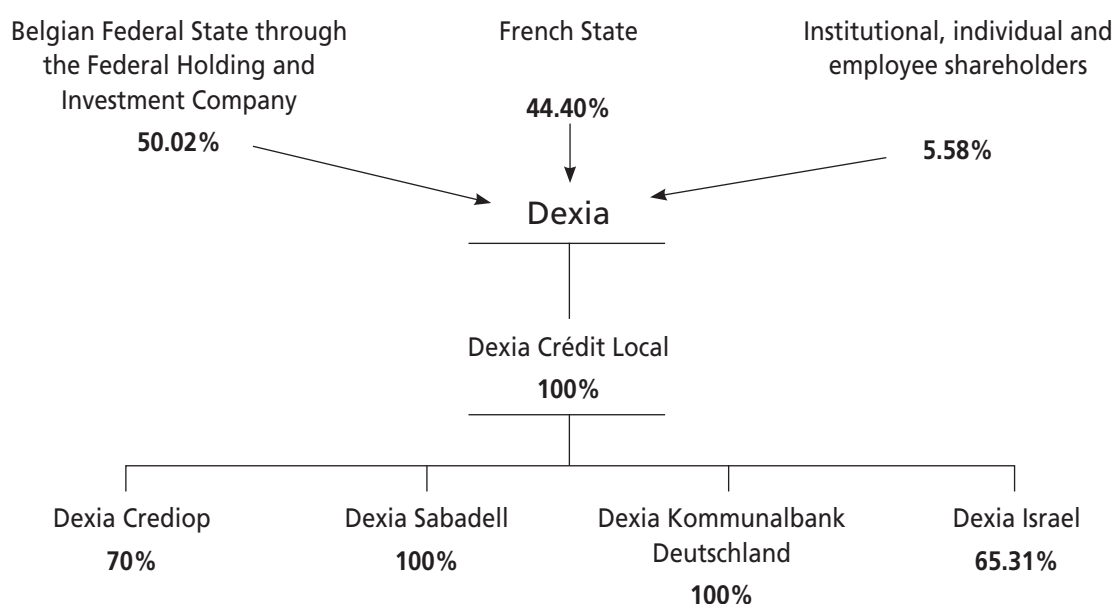 Belgian Federal State through
the Federal Holding and
Investment Company
50.02%
French State
44.40%
Institutional, individual and
employee shareholders
5.58%
Dexia
Dexia Crédit Local
100%
Dexia Crediop
70%
Dexia Sabadell
100%
Dexia Kommunalbank
Deutschland
100%
Dexia Israel
65.31%